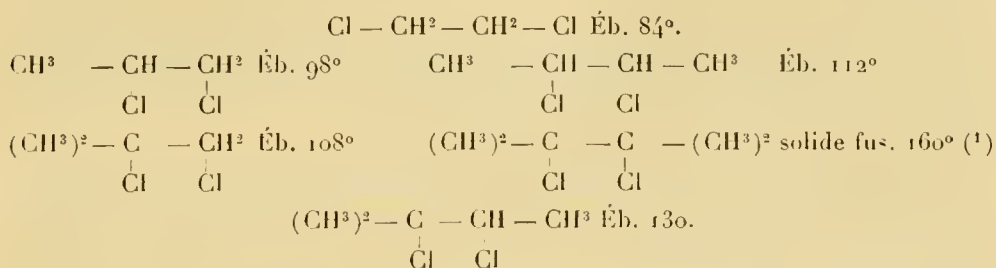 Cl — CH² — CH² — Cl Éb. 84°.
CH³ — CH — CH² Éb. 98° CH³ — CH — CH — CH³ Éb. 112°
Cl Cl Cl Cl
(CH³)² — C — CH² Éb. 108° (CH³)² — C — C — (CH³)² solide fus. 160° (¹)
Cl Cl Cl Cl
(CH³)² — C — CH — CH³ Éb. 130.
Cl Cl